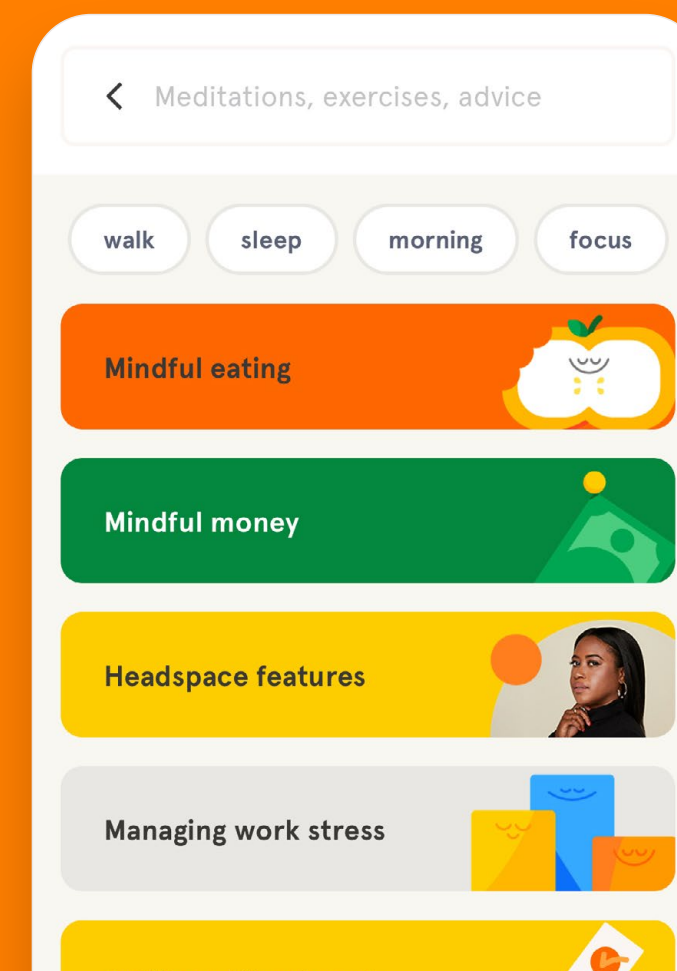 Meditations, exercises, advice
walk sleep morning focus
Mindful eating
Mindful money
Headspace features
Managing work stress